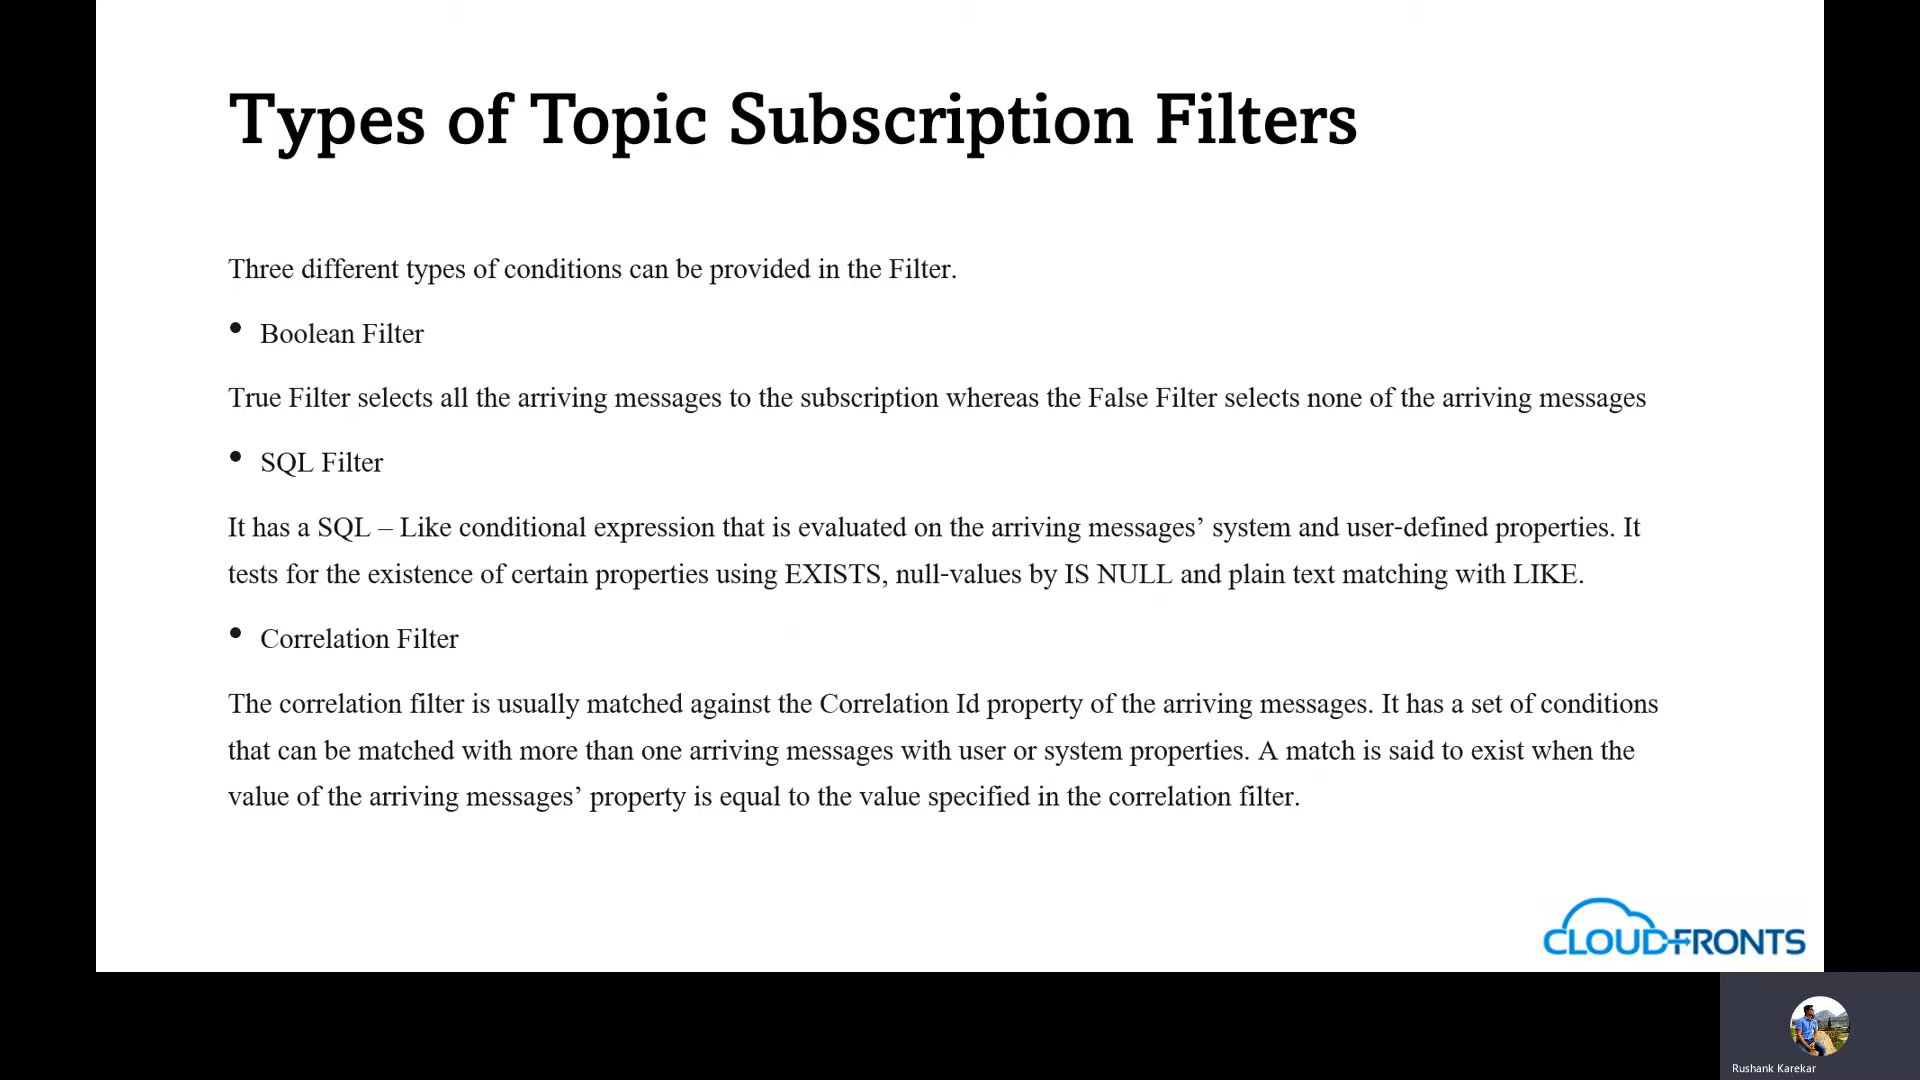 Types of Topic Subscription Filters
Three different types of conditions can be provided in the Filter.
• Boolean Filter
True Filter selects all the arriving messages to the subscription whereas the False Filter selects none of the arriving messages
• SQL Filter
It has a SQL – Like conditional expression that is evaluated on the arriving messages’ system and user-defined properties. It
tests for the existence of certain properties using EXISTS, null-values by IS NULL and plain text matching with LIKE.
• Correlation Filter
The correlation filter is usually matched against the Correlation Id property of the arriving messages. It has a set of conditions
that can be matched with more than one arriving messages with user or system properties. A match is said to exist when the
value of the arriving messages’ property is equal to the value specified in the correlation filter.
CLOUDFRONTS
Rushank Karekar